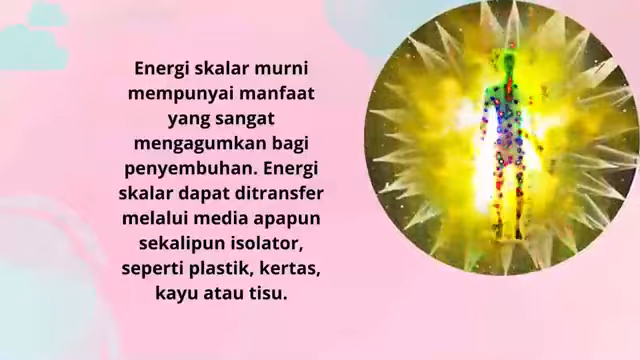 Energi skalar murni
mempunyai manfaat
yang sangat
mengagumkan bagi
penyembuhan. Energi
skalar dapat ditransfer
melalui media apapun
sekalipun isolator,
seperti plastik, kertas,
kayu atau tisu.